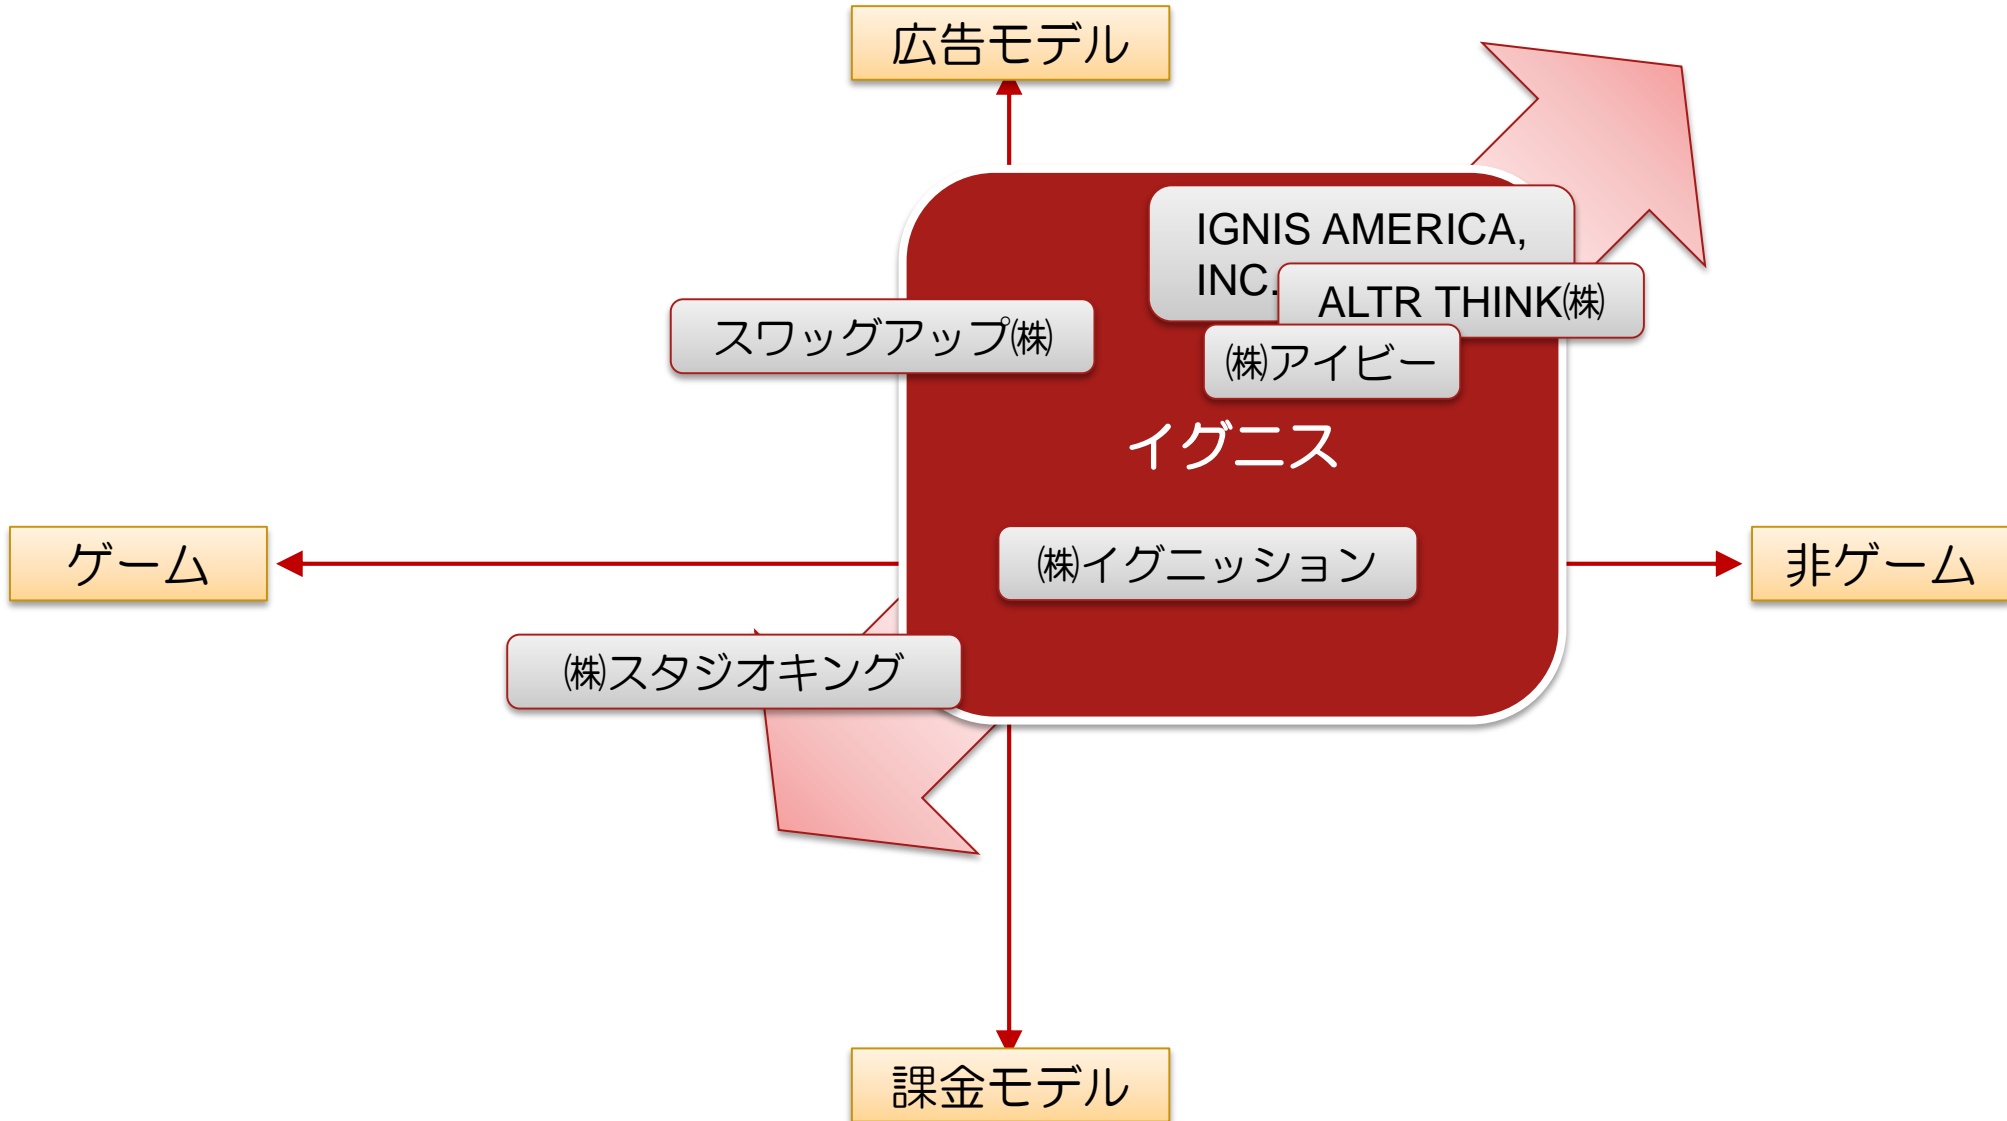 広告モデル
IGNIS AMERICA,
INC.
ALTR THINK㈱
スワッグアップ㈱
㈱アイビー
イグニス
ゲーム
㈱イグニッション
非ゲーム
㈱スタジオキング
課金モデル